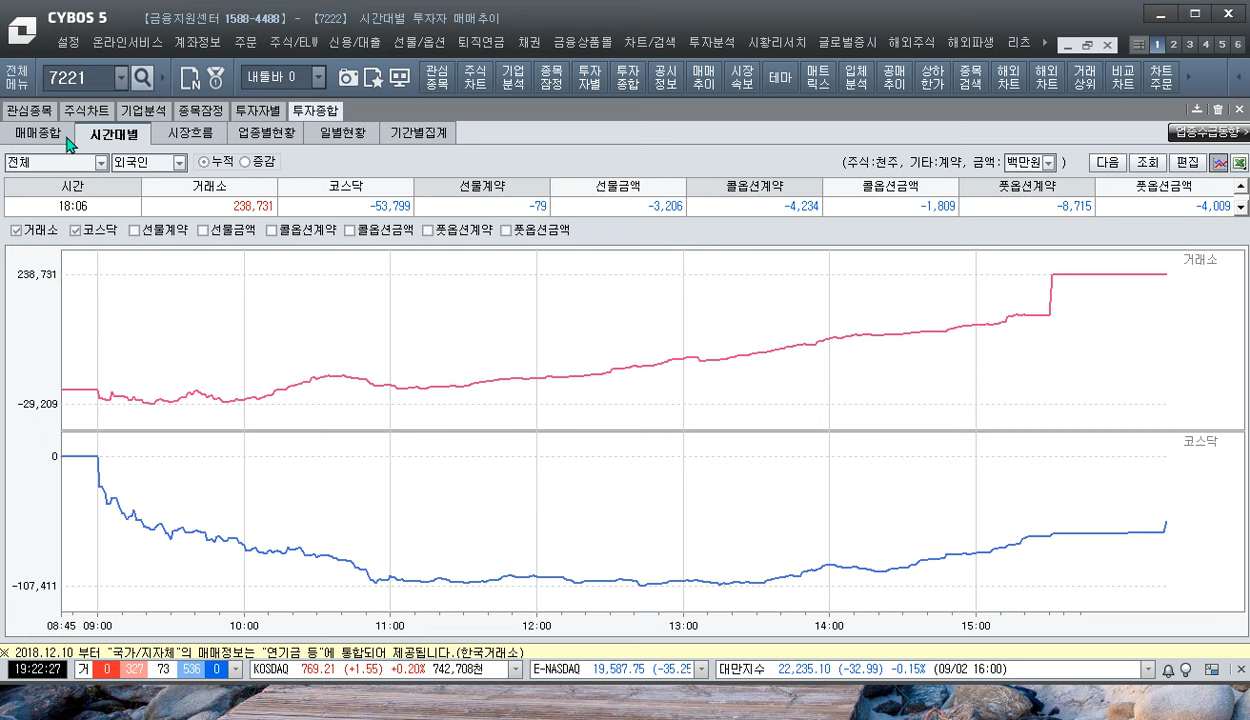 CYBOS 5 【금융지원센터 1588-4488】 - 【7222】 시간대별 투자자 매매추이
설정 온라인서비스 계좌정보 주문 주식/ELW 신용/대출 선물/옵션 퇴직연금 채권 금융상품몰 차트/검색 투자분석 시황리서치 글로벌증시 해외주식 해외파생 리츠 1 2 3 4 5 6
전체 메뉴 7221 내툴바 0 관심 종목 주식 차트 기업 분석 종목 잠정 투자 자별 투자 종합 공시 정보 매매 추이 시장 속보 테마 매트 릭스 입체 분석 공매 추이 상하 한가 종목 검색 해외 차트 해외 차트 거래 상위 비교 차트 차트 주문
관심종목 주식차트 기업분석 종목잠정 투자자별 투자종합
매매종합 시간대별 시장흐름 업종별현황 일별현황 기간별집계 업종수급동향
전체 외국인 누적 증감 (주식:천주, 기타:계약, 금액: 백만원 ) 다음 조회 편집
시간 거래소 코스닥 선물계약 선물금액 콜옵션계약 콜옵션금액 풋옵션계약 풋옵션금액
18:06 238,731 -53,799 -79 -3,206 -4,234 -1,809 -8,715 -4,009
거래소 코스닥 선물계약 선물금액 콜옵션계약 콜옵션금액 풋옵션계약 풋옵션금액
거래소
238,731
-29,209
코스닥
0
-107,411
08:45 09:00 10:00 11:00 12:00 13:00 14:00 15:00
※ 2018.12.10 부터 "국가/지자체"의 매매정보는 "연기금 등"에 통합되어 제공됩니다.(한국거래소)
19:22:27 거 0 327 73 536 0 KOSDAQ 769.21 (+1.55) +0.20% 742,708천 E-NASDAQ 19,587.75 (-35.25 대만지수 22,235.10 (-32.99) -0.15% (09/02 16:00)